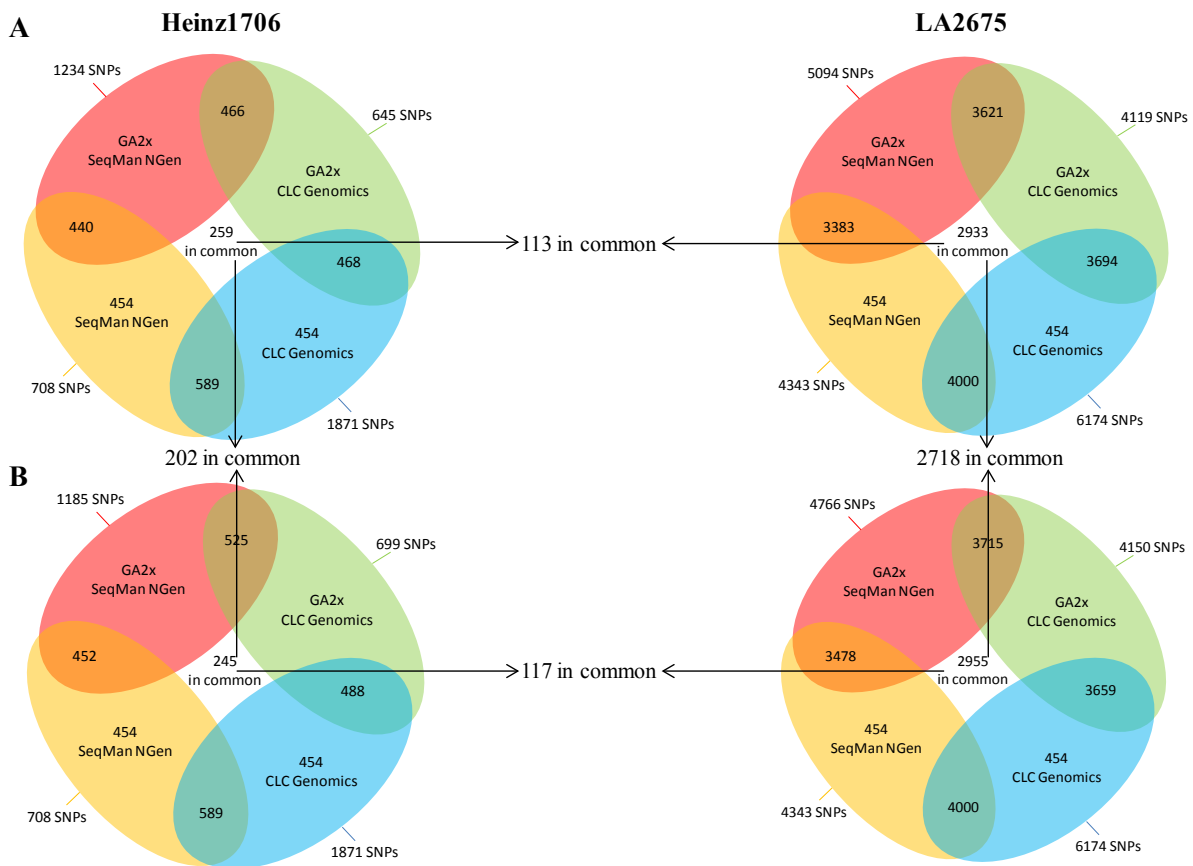 A
Heinz1706
LA2675
1234 SNPs
645 SNPs
466
GA2x
SeqMan NGen
GA2x
CLC Genomics
440
259
in common
468
454
SeqMan NGen
454
CLC Genomics
589
708 SNPs
1871 SNPs
113 in common
5094 SNPs
4119 SNPs
3621
GA2x
SeqMan NGen
GA2x
CLC Genomics
3383
2933
in common
3694
454
SeqMan NGen
454
CLC Genomics
4000
4343 SNPs
6174 SNPs
202 in common
2718 in common
B
1185 SNPs
699 SNPs
525
GA2x
SeqMan NGen
GA2x
CLC Genomics
452
245
in common
488
454
SeqMan NGen
454
CLC Genomics
589
708 SNPs
1871 SNPs
117 in common
4766 SNPs
4150 SNPs
3715
GA2x
SeqMan NGen
GA2x
CLC Genomics
3478
2955
in common
3659
454
SeqMan NGen
454
CLC Genomics
4000
4343 SNPs
6174 SNPs